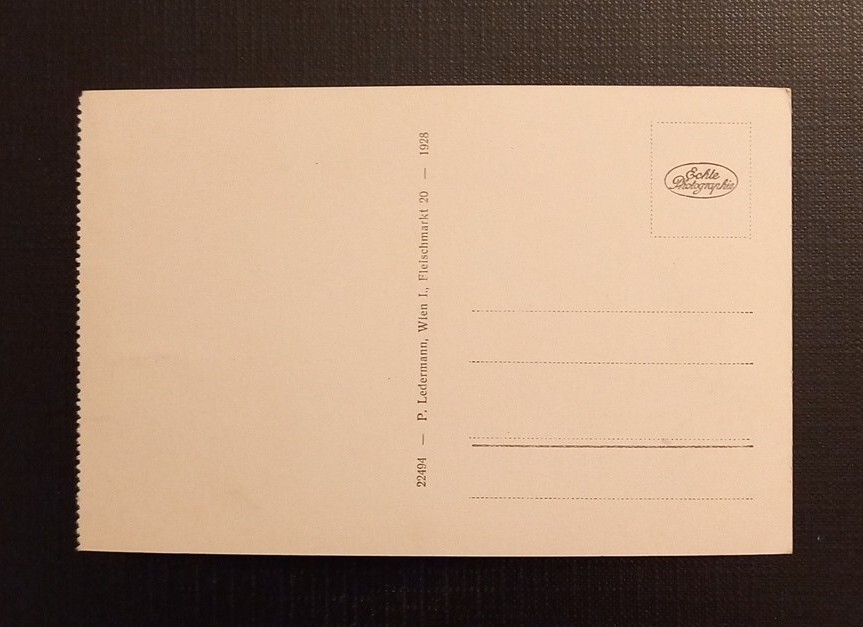 22494 — P. Ledermann, Wien I., Fleischmarkt 20 — 1928
Echte
Photographie